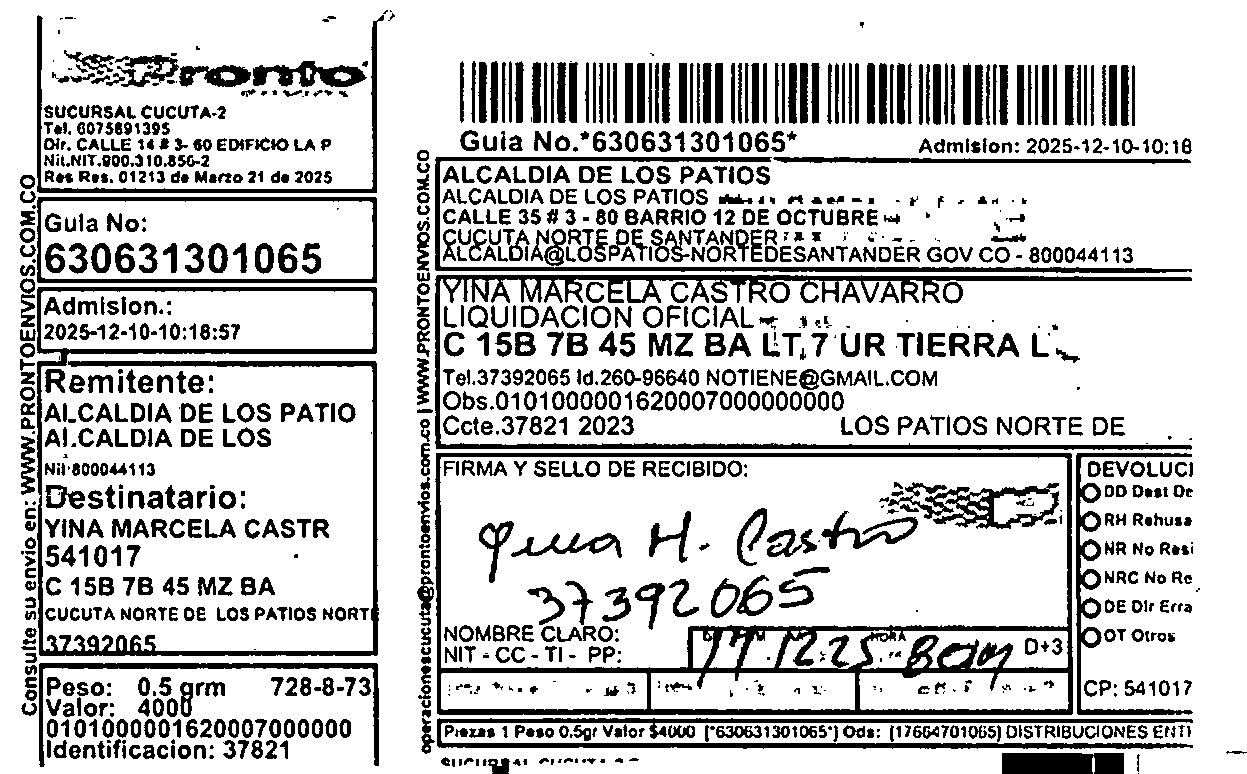 Pronto
SUCURSAL CUCUTA-2
Tel. 6075891395
Dir. CALLE 14 # 3- 60 EDIFICIO LA P
Nit.NIT.900.310.856-2
Res Res. 01213 de Marzo 21 de 2025
Consulte su envio en: WWW.PRONTOENVIOS.COM.CO
Guia No:
630631301065
Admision.:
2025-12-10-10:18:57
Remitente:
ALCALDIA DE LOS PATIO
ALCALDIA DE LOS
Nit 800044113
Destinatario:
YINA MARCELA CASTR
541017
C 15B 7B 45 MZ BA
CUCUTA NORTE DE LOS PATIOS NORTE
37392065
Peso: 0.5 grm 728-8-73
Valor: 4000
01010000016200070000000
Identificacion: 37821
operacionescucuta@prontoenvios.com.co | WWW.PRONTOENVIOS.COM.CO
Guia No.*630631301065*
Admision: 2025-12-10-10:18
ALCALDIA DE LOS PATIOS
ALCALDIA DE LOS PATIOS
CALLE 35 # 3 - 80 BARRIO 12 DE OCTUBRE
CUCUTA NORTE DE SANTANDER
ALCALDIA@LOSPATIOS-NORTEDESANTANDER GOV CO - 800044113
YINA MARCELA CASTRO CHAVARRO
LIQUIDACION OFICIAL
C 15B 7B 45 MZ BA LT 7 UR TIERRA L
Tel.37392065 Id.260-96640 NOTIENE@GMAIL.COM
Obs.0101000001620007000000000
Ccte.37821 2023 LOS PATIOS NORTE DE
FIRMA Y SELLO DE RECIBIDO:
Yina M. Castro
37392065
NOMBRE CLARO:
NIT - CC - TI - PP:
HORA
12 25 8am
D+3
DEVOLUCI
DD Dest De
RH Rehusa
NR No Resi
NRC No Re
DE Dir Erra
OT Otros
CP: 541017
Piezas 1 Peso 0.5gr Valor $4000 (*630631301065*) Ods: (17664701065) DISTRIBUCIONES ENTI
SUCURSAL CUCUTA-2